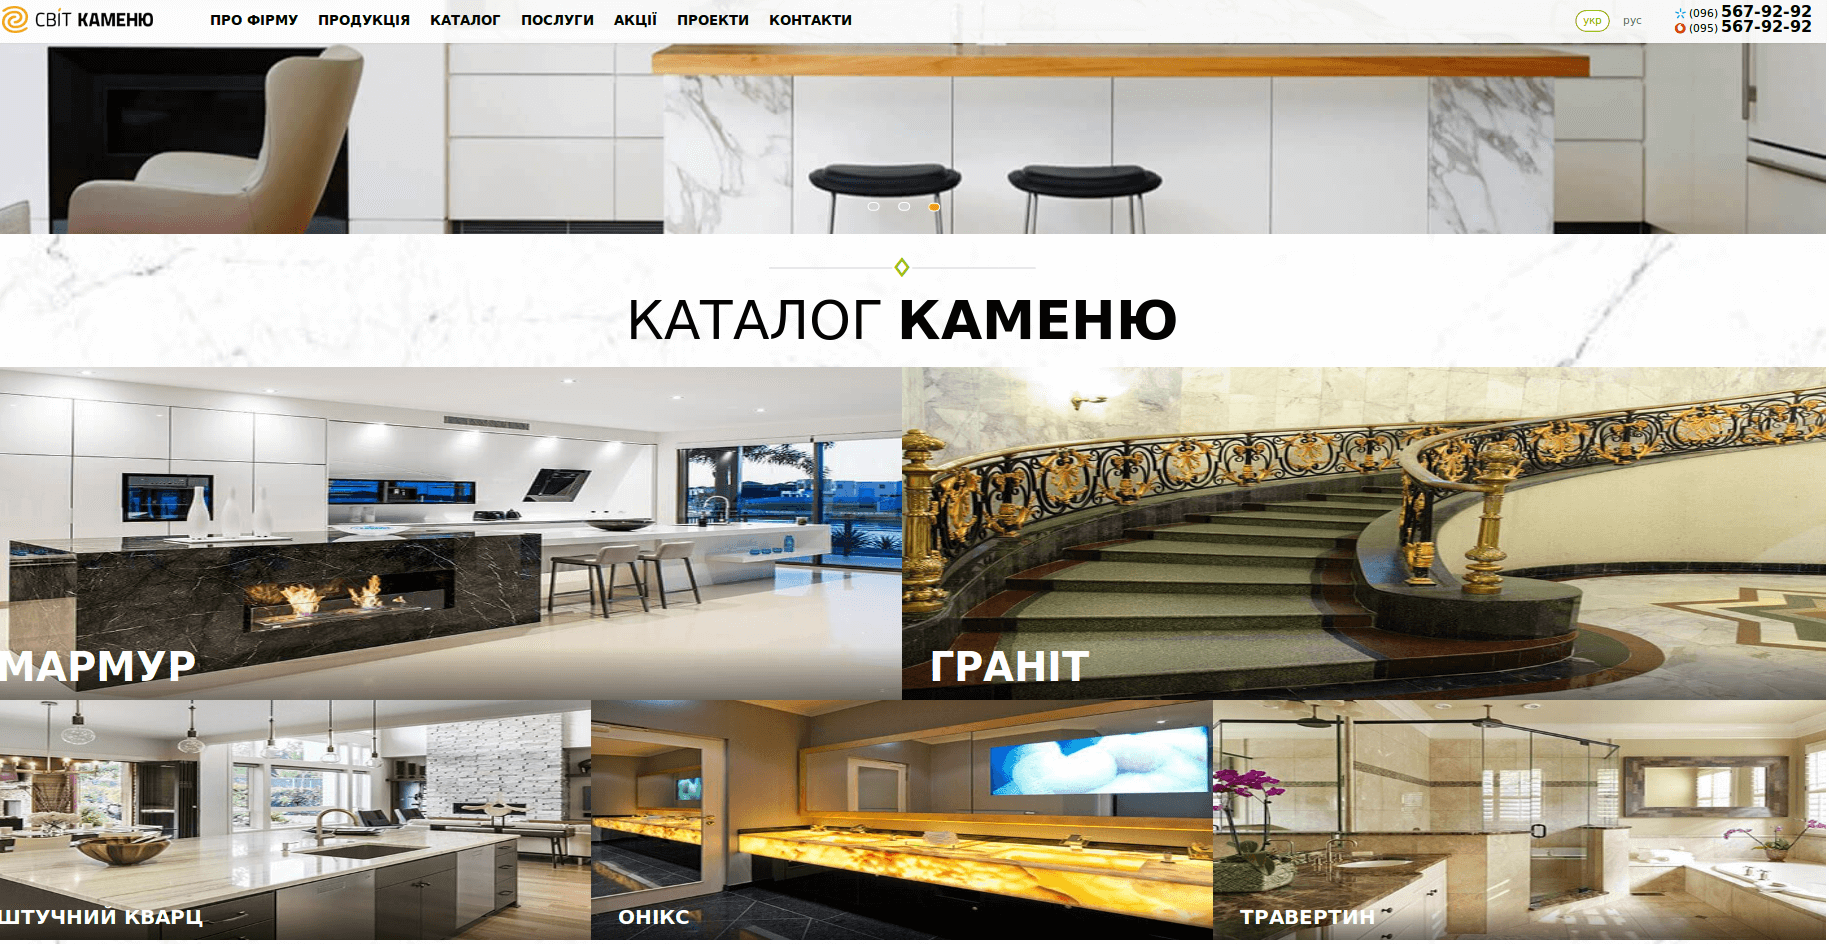 СВІТ КАМЕНЮ
ПРО ФІРМУ ПРОДУКЦІЯ КАТАЛОГ ПОСЛУГИ АКЦІЇ ПРОЕКТИ КОНТАКТИ
укр рус
(096) 567-92-92
(095) 567-92-92
КАТАЛОГ КАМЕНЮ
МАРМУР
ГРАНІТ
ШТУЧНИЙ КВАРЦ
ОНІКС
ТРАВЕРТИН